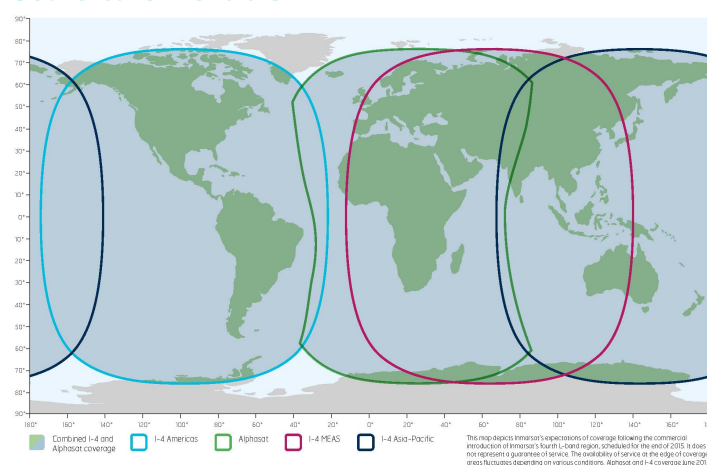 90°
80°
70°
60°
50°
40°
30°
20°
10°
0°
10°
20°
30°
40°
50°
60°
70°
80°
90°
180° 160° 140° 120° 100° 80° 60° 40° 20° 0° 20° 40° 60° 80° 100° 120° 140° 160° 18
Combined I-4 and
Alphasat coverage
I-4 Americas
Alphasat
I-4 MEAS
I-4 Asia-Pacific
This map depicts Inmarsat's expectations of coverage following the commercial
introduction of Inmarsat's fourth L-band region, scheduled for the end of 2015. It does
not represent a guarantee of service. The availability of service at the edge of coverage
areas fluctuates depending on various conditions. Alphasat and I-4 coverage June 201